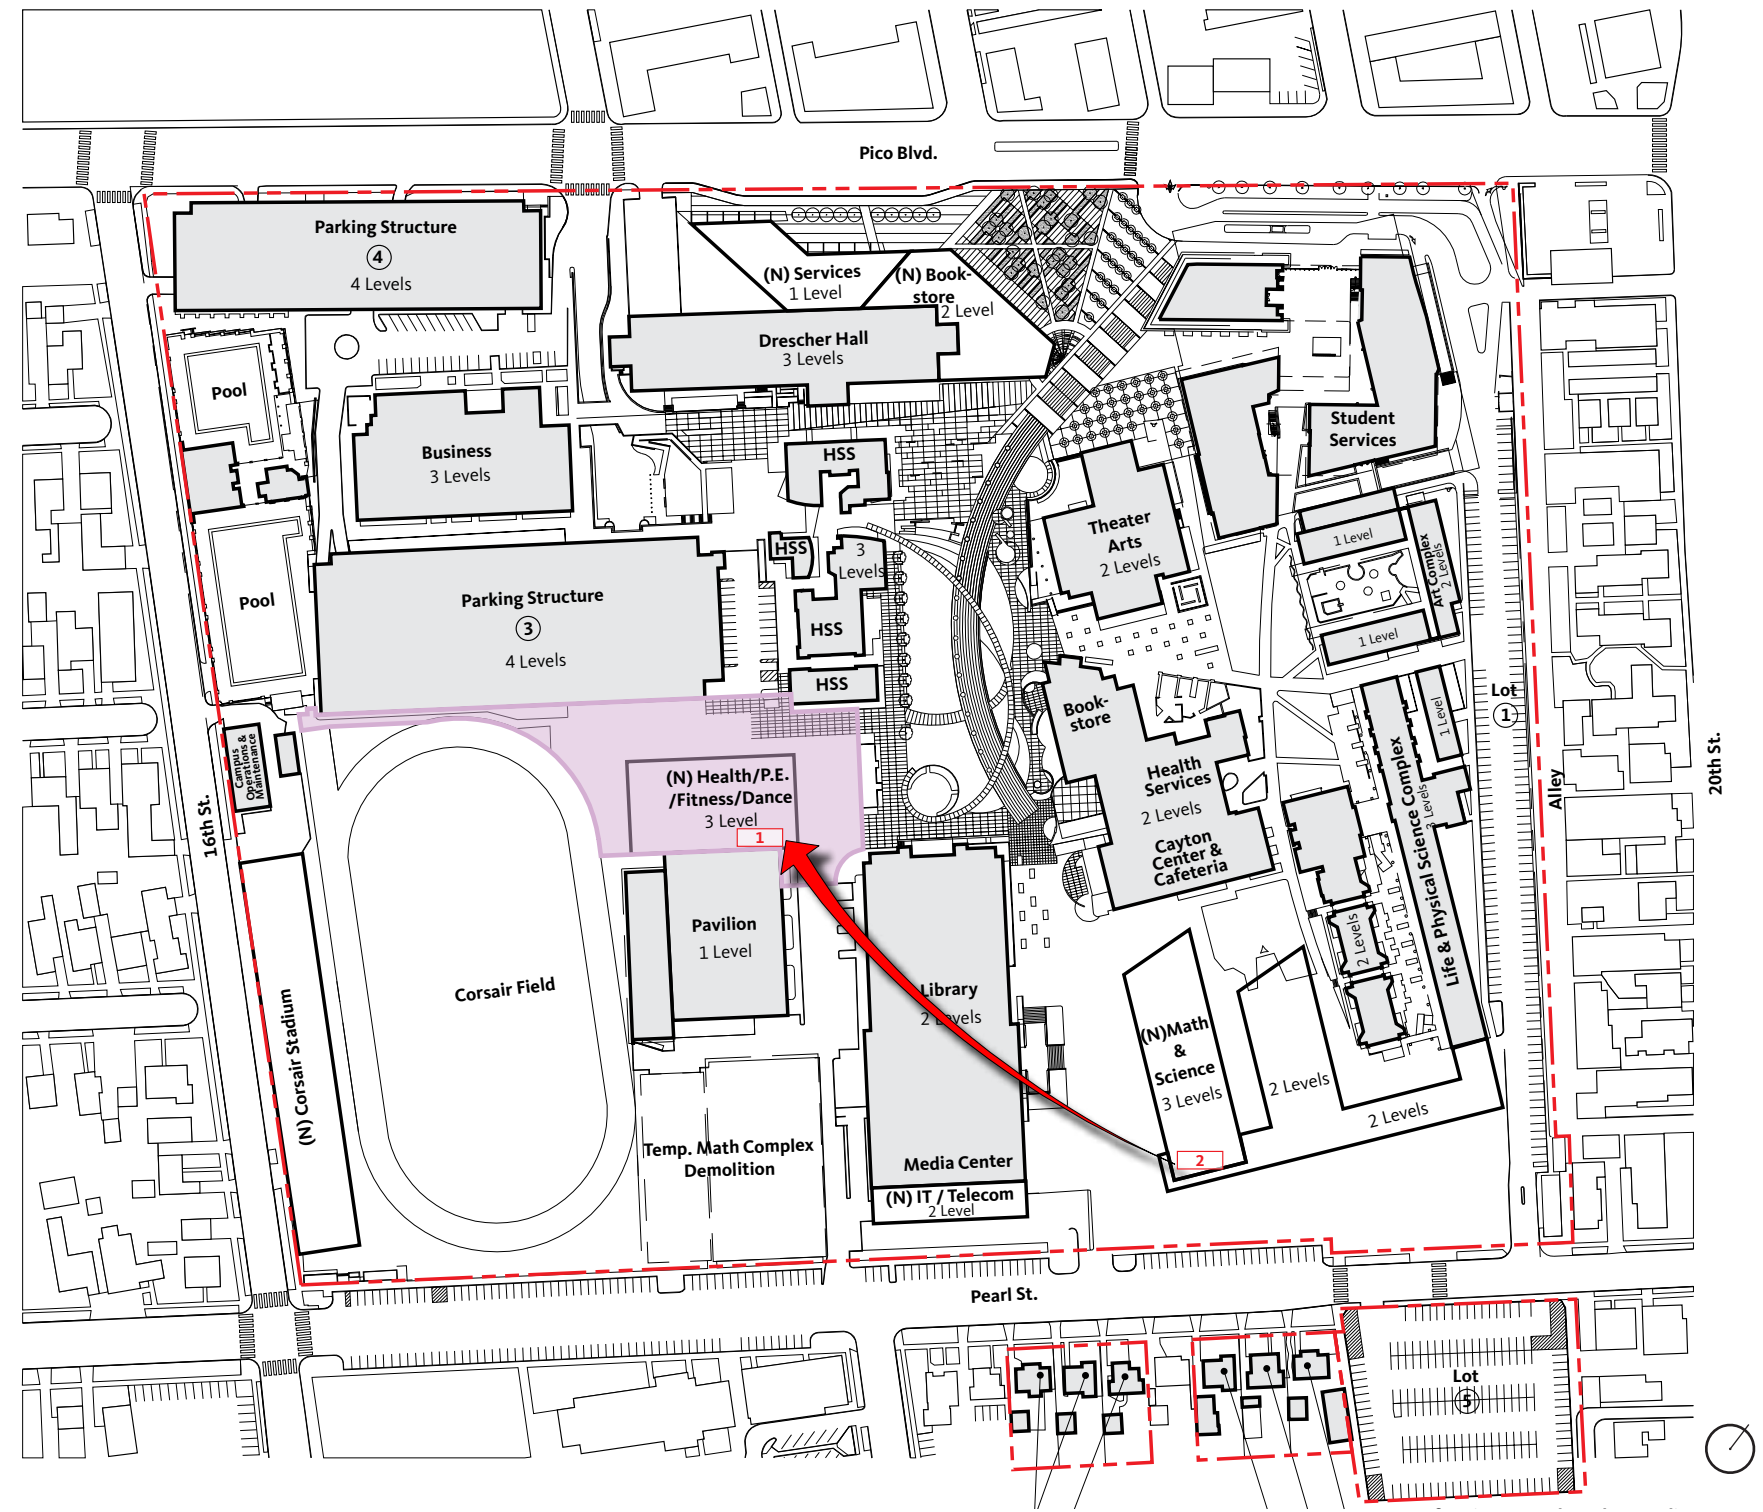 Pico Blvd.
Parking Structure
4
4 Levels
(N) Services
1 Level
(N) Book-
store
2 Level
Drescher Hall
3 Levels
Pool
Business
3 Levels
HSS
Student
Services
Theater
Arts
2 Levels
HSS
3
Levels
1 Level
Art Complex
2 Levels
Pool
Parking Structure
3
4 Levels
HSS
1 Level
HSS
Book-
store
Lot
1
1 Level
Campus
Operations &
Maintenance
(N) Health/P.E.
/Fitness/Dance
3 Level
1
Health
Services
2 Levels
Cayton
Center &
Cafeteria
Life & Physical Science Complex
3 Levels
Alley
20th St.
16th St.
Pavilion
1 Level
2 Levels
Corsair Field
Library
2 Levels
(N) Corsair Stadium
(N)Math
&
Science
3 Levels
2 Levels
2 Levels
Temp. Math Complex
Demolition
Media Center
2
(N) IT / Telecom
2 Level
Pearl St.
Lot
5